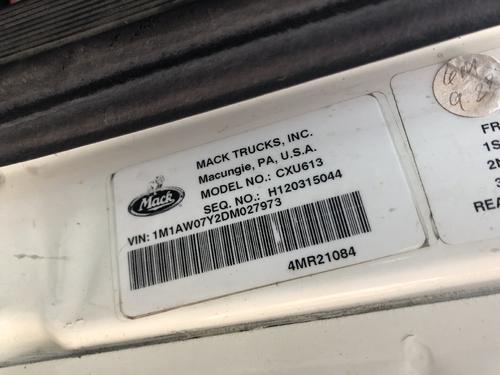 MACK TRUCKS, INC.
Macungie, PA, U.S.A.
MODEL NO.: CXU613
SEQ. NO.: H120315044
Mack
VIN: 1M1AW07Y2DM027973
4MR21084
FR
1S
2N
REA